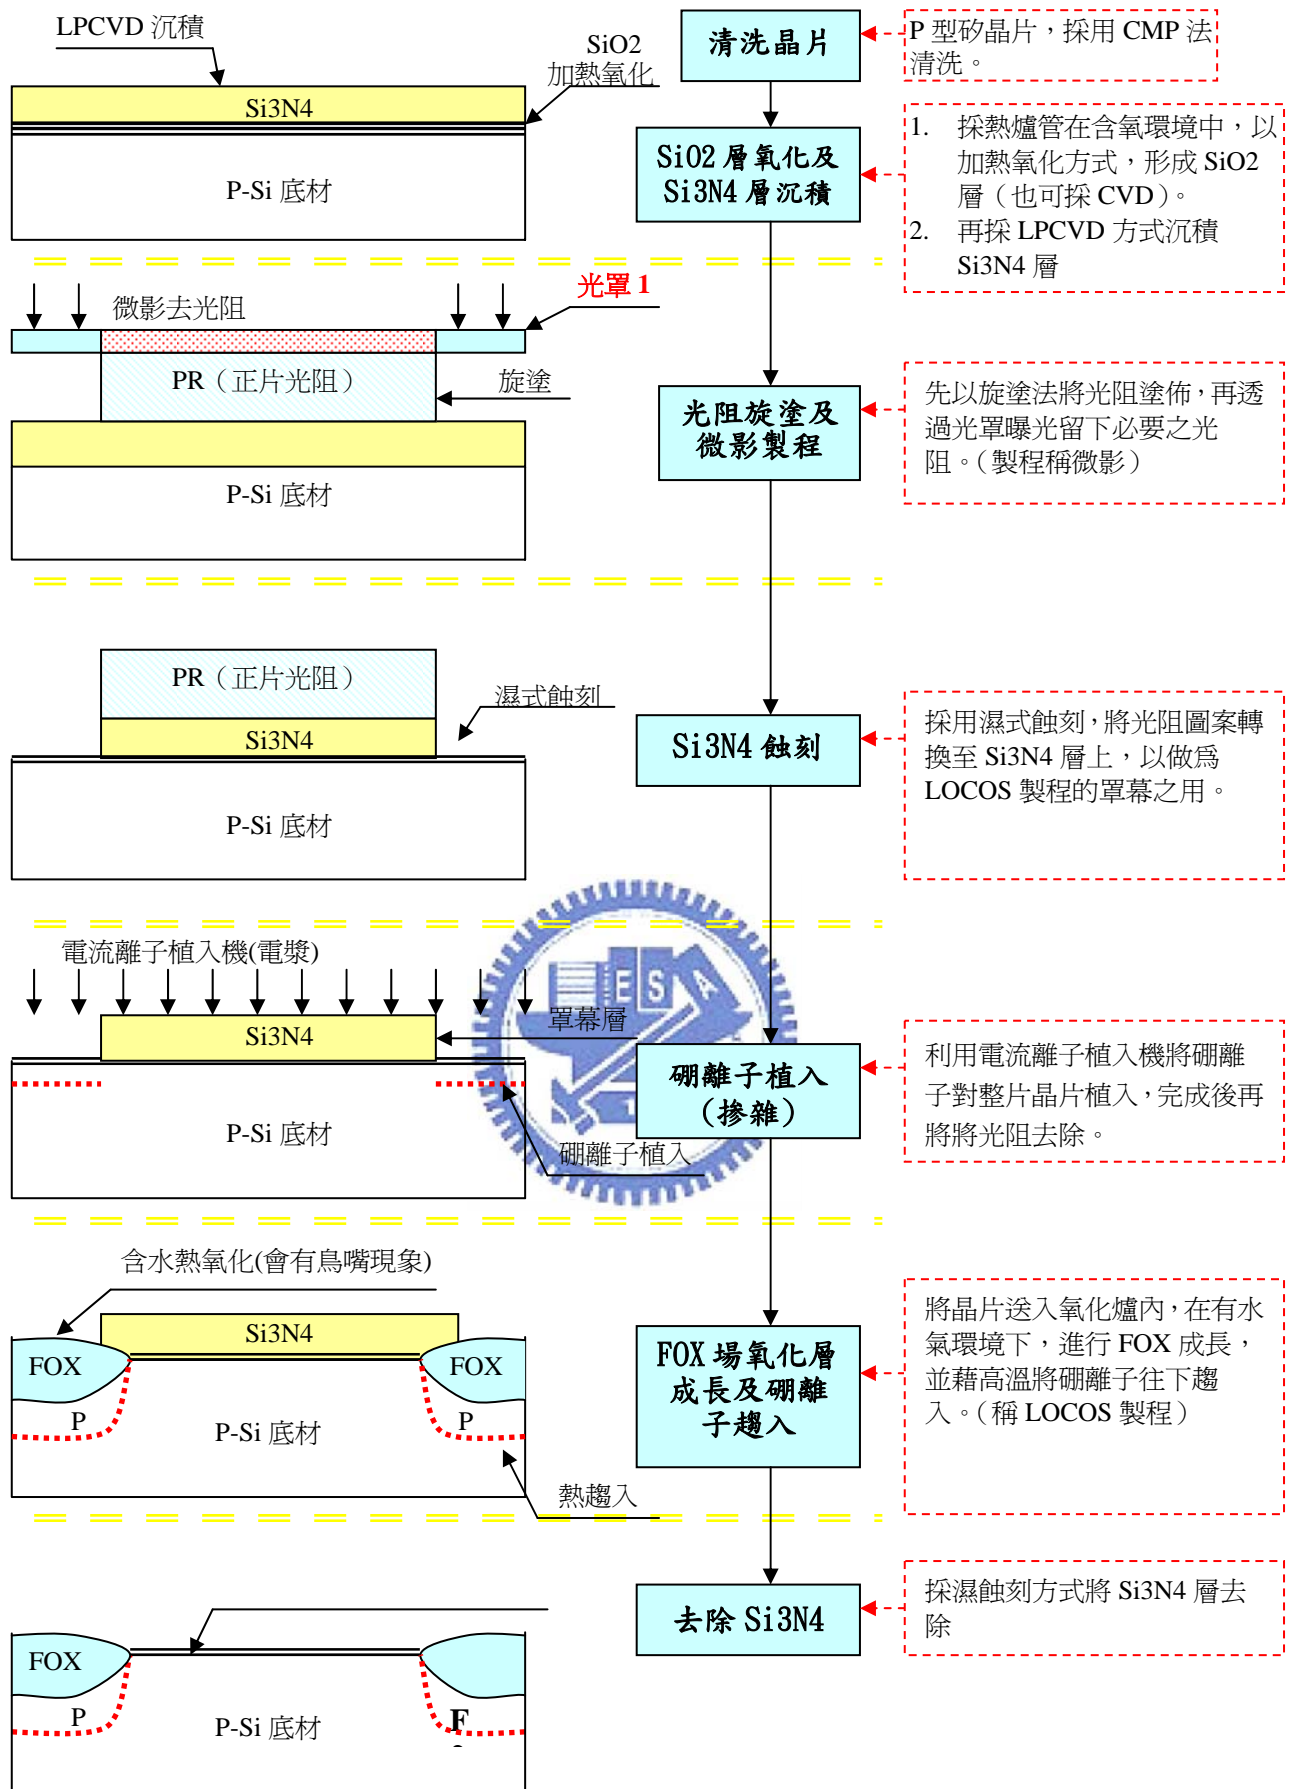 LPCVD 沉積
SiO2
加熱氧化
Si3N4
P-Si 底材
清洗晶片
P 型矽晶片，採用 CMP 法
清洗。
SiO2 層氧化及
Si3N4 層沉積
1. 採熱爐管在含氧環境中，以
加熱氧化方式，形成 SiO2
層（也可採 CVD）。
2. 再採 LPCVD 方式沉積
Si3N4 層
微影去光阻
光罩 1
PR（正片光阻）
旋塗
P-Si 底材
光阻旋塗及
微影製程
先以旋塗法將光阻塗佈，再透
過光罩曝光留下必要之光
阻。（製程稱微影）
PR（正片光阻）
Si3N4
濕式蝕刻
P-Si 底材
Si3N4 蝕刻
採用濕式蝕刻，將光阻圖案轉
換至 Si3N4 層上，以做為
LOCOS 製程的罩幕之用。
電流離子植入機(電漿)
Si3N4
罩幕層
P-Si 底材
硼離子植入
ESA
硼離子植入
(摻雜)
利用電流離子植入機將硼離
子對整片晶片植入，完成後再
將將光阻去除。
含水熱氧化(會有鳥嘴現象)
Si3N4
FOX
FOX
P
P
P-Si 底材
熱趨入
FOX 場氧化層
成長及硼離
子趨入
將晶片送入氧化爐內，在有水
氣環境下，進行 FOX 成長，
並藉高溫將硼離子往下趨
入。（稱 LOCOS 製程）
去除 Si3N4
採濕蝕刻方式將 Si3N4 層去
除
FOX
P
P-Si 底材
F